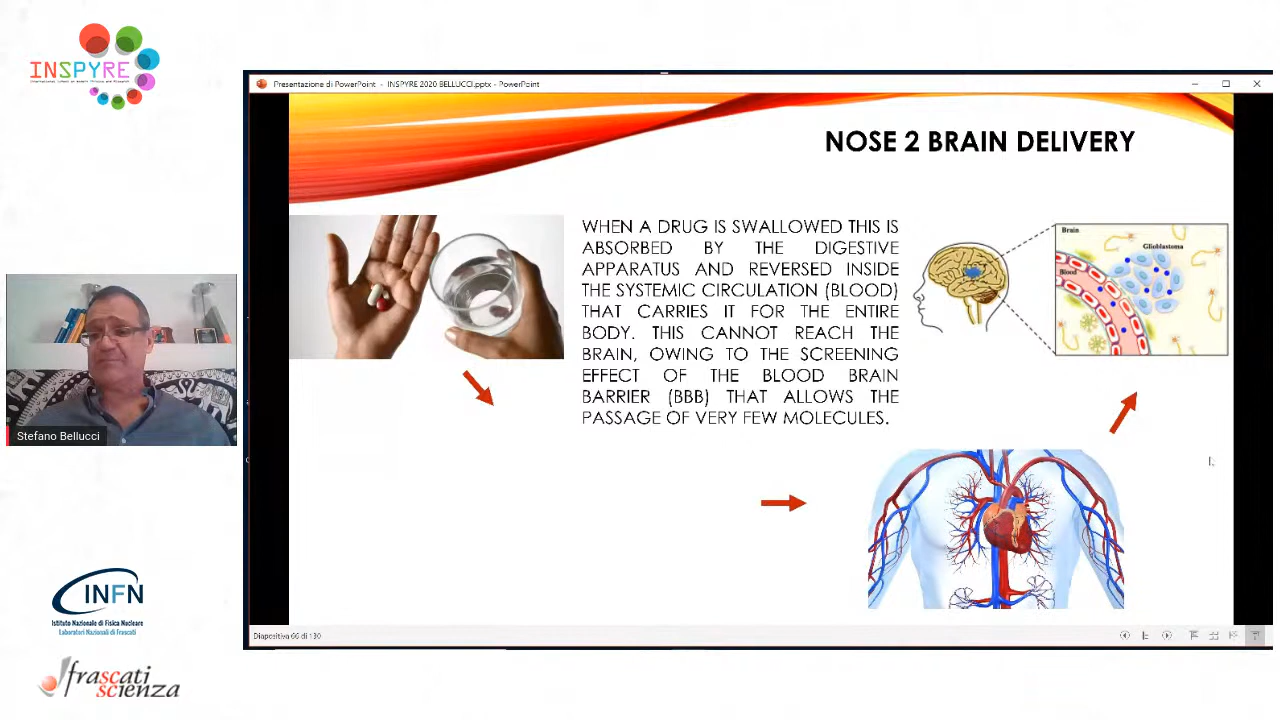 INSPYRE
Presentazione di PowerPoint - INSPYRE 2020 BELLUCCI.pptx - PowerPoint
NOSE 2 BRAIN DELIVERY
WHEN A DRUG IS SWALLOWED THIS IS
ABSORBED BY THE DIGESTIVE
APPARATUS AND REVERSED INSIDE
THE SYSTEMIC CIRCULATION (BLOOD)
THAT CARRIES IT FOR THE ENTIRE
BODY. THIS CANNOT REACH THE
BRAIN, OWING TO THE SCREENING
EFFECT OF THE BLOOD BRAIN
BARRIER (BBB) THAT ALLOWS THE
PASSAGE OF VERY FEW MOLECULES.
Brain
Glioblastoma
Blood
Stefano Bellucci
INFN
Istituto Nazionale di Fisica Nucleare
Laboratori Nazionali di Frascati
frascati
scienza
Diapositiva 66 di 130